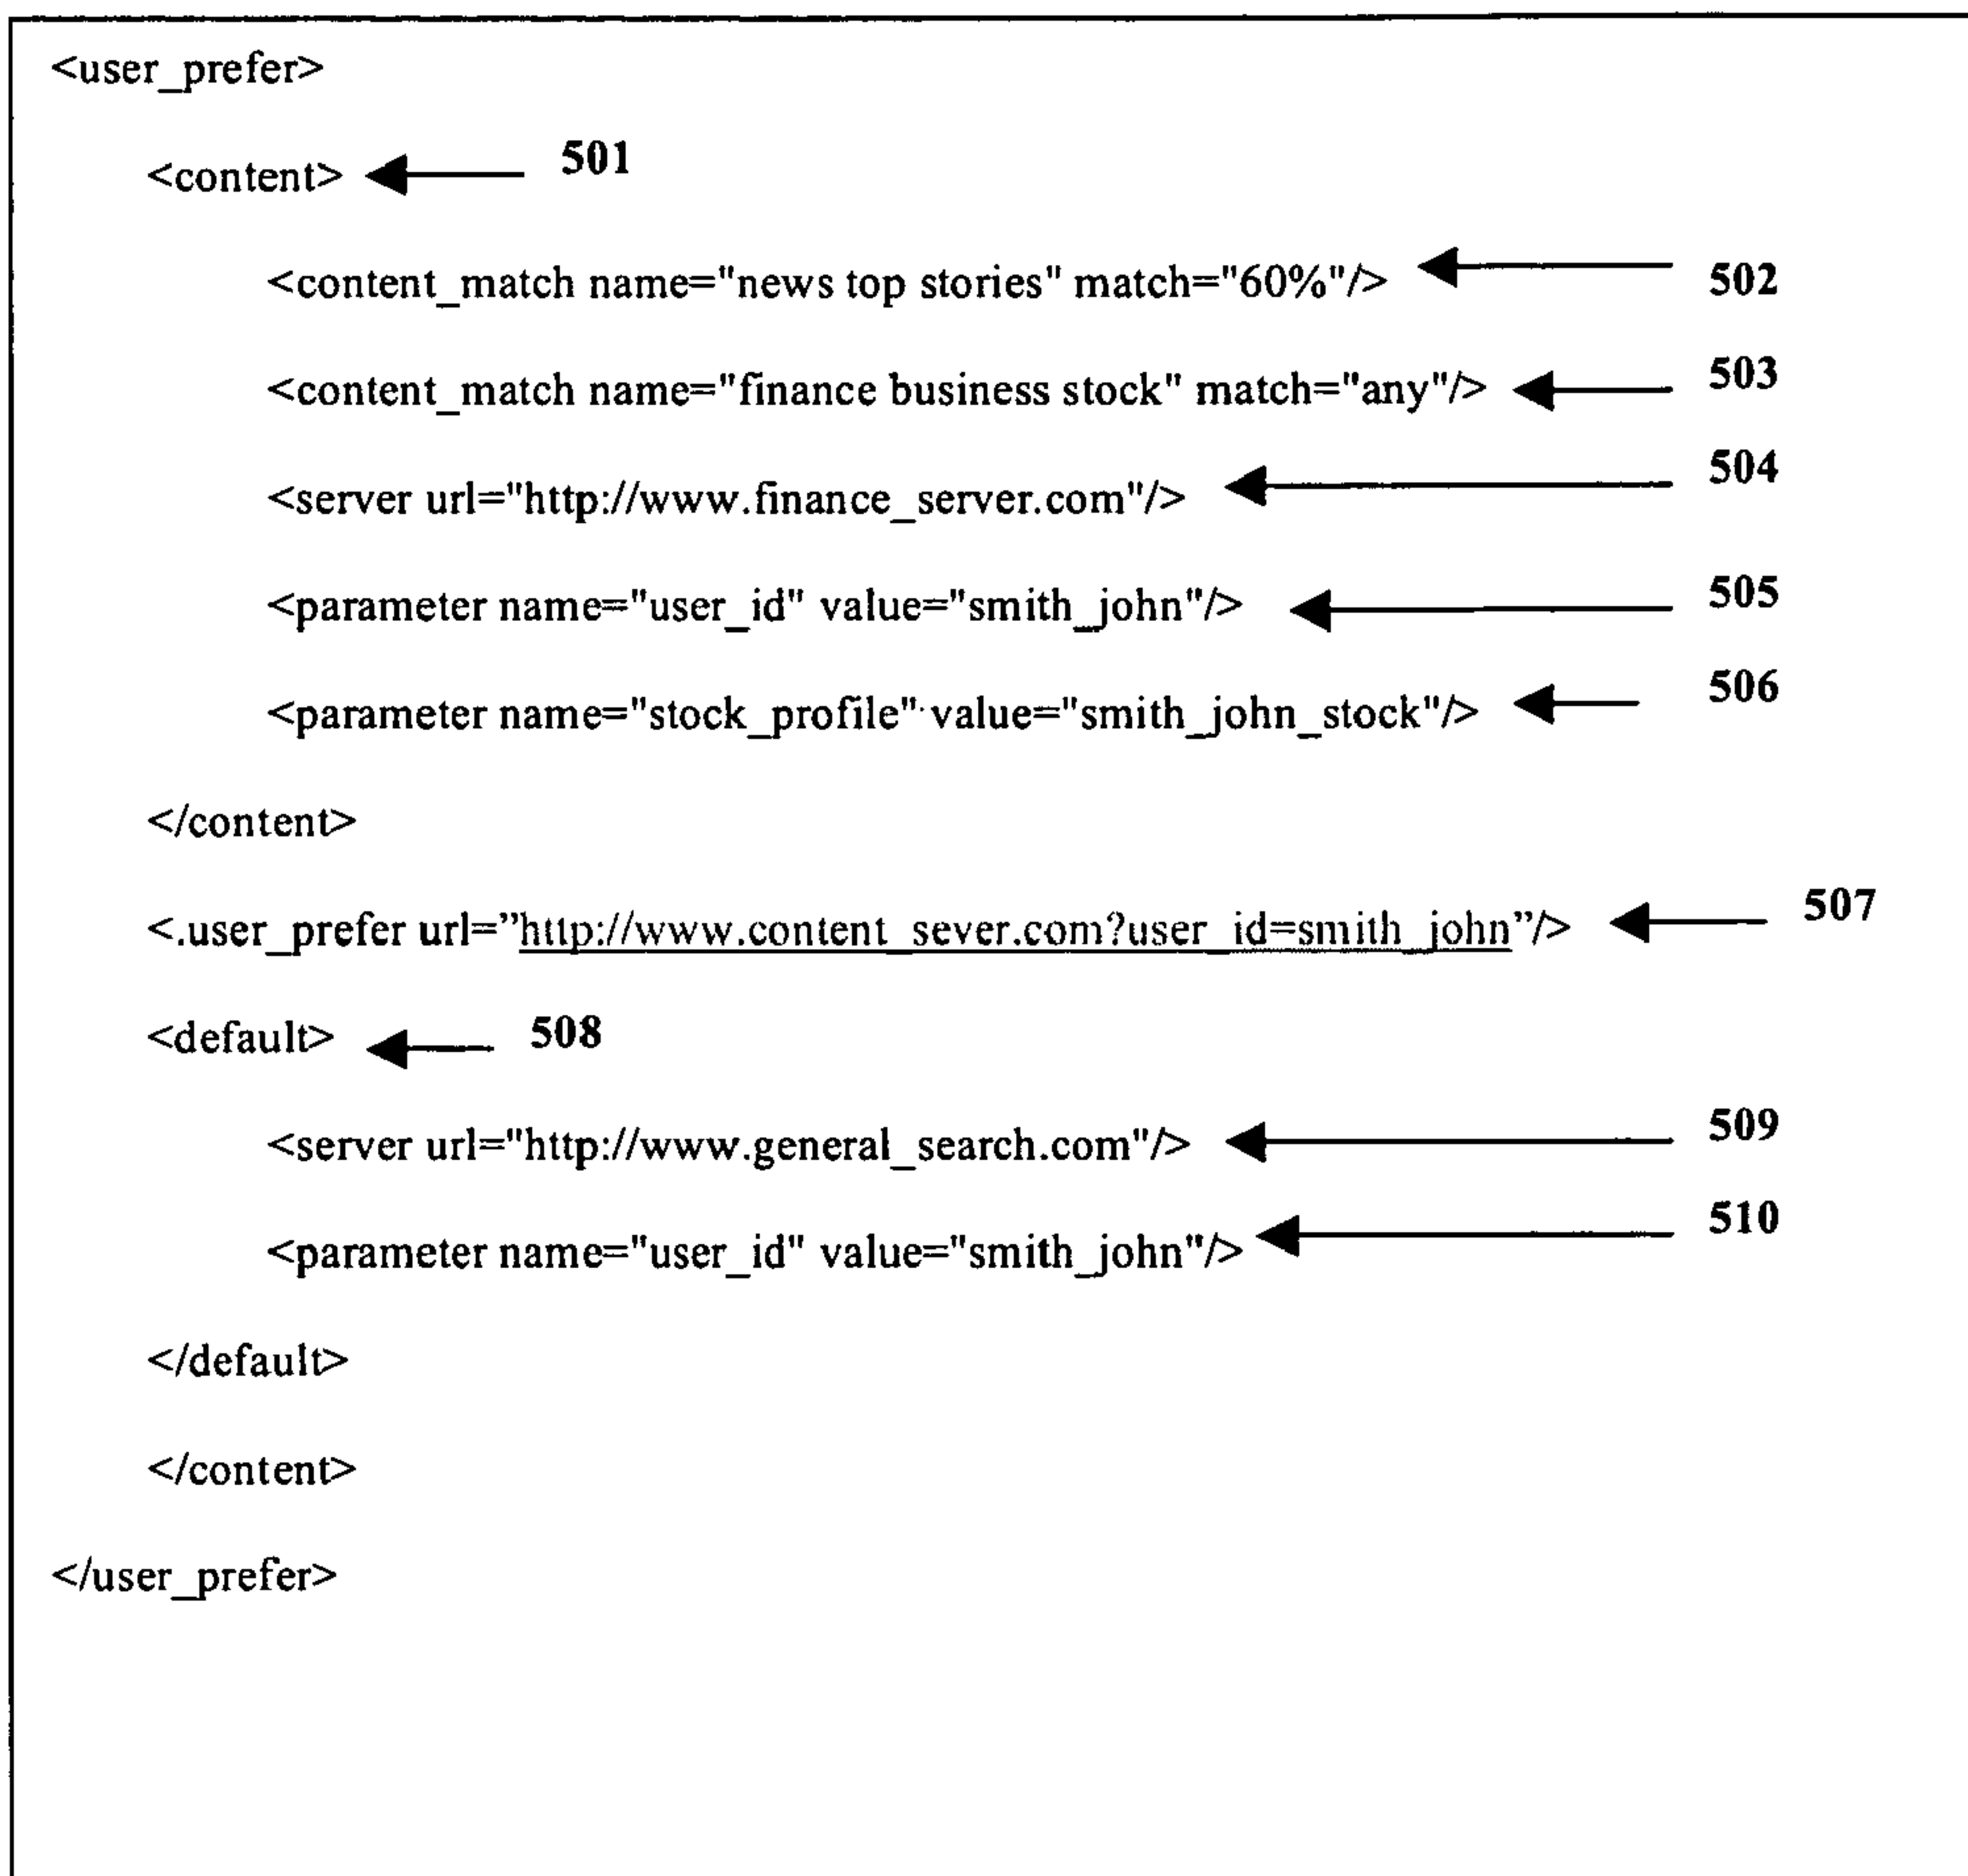 <user_prefer>
<content> 501
<content_match name="news top stories" match="60%"/> 502
<content_match name="finance business stock" match="any"/> 503
<server url="http://www.finance_server.com"/> 504
<parameter name="user_id" value="smith_john"/> 505
<parameter name="stock_profile" value="smith_john_stock"/> 506
</content>
<.user_prefer url=”http://www.content_sever.com?user_id=smith_john”/> 507
<default> 508
<server url="http://www.general_search.com"/> 509
<parameter name="user_id" value="smith_john"/> 510
</default>
</content>
</user_prefer>